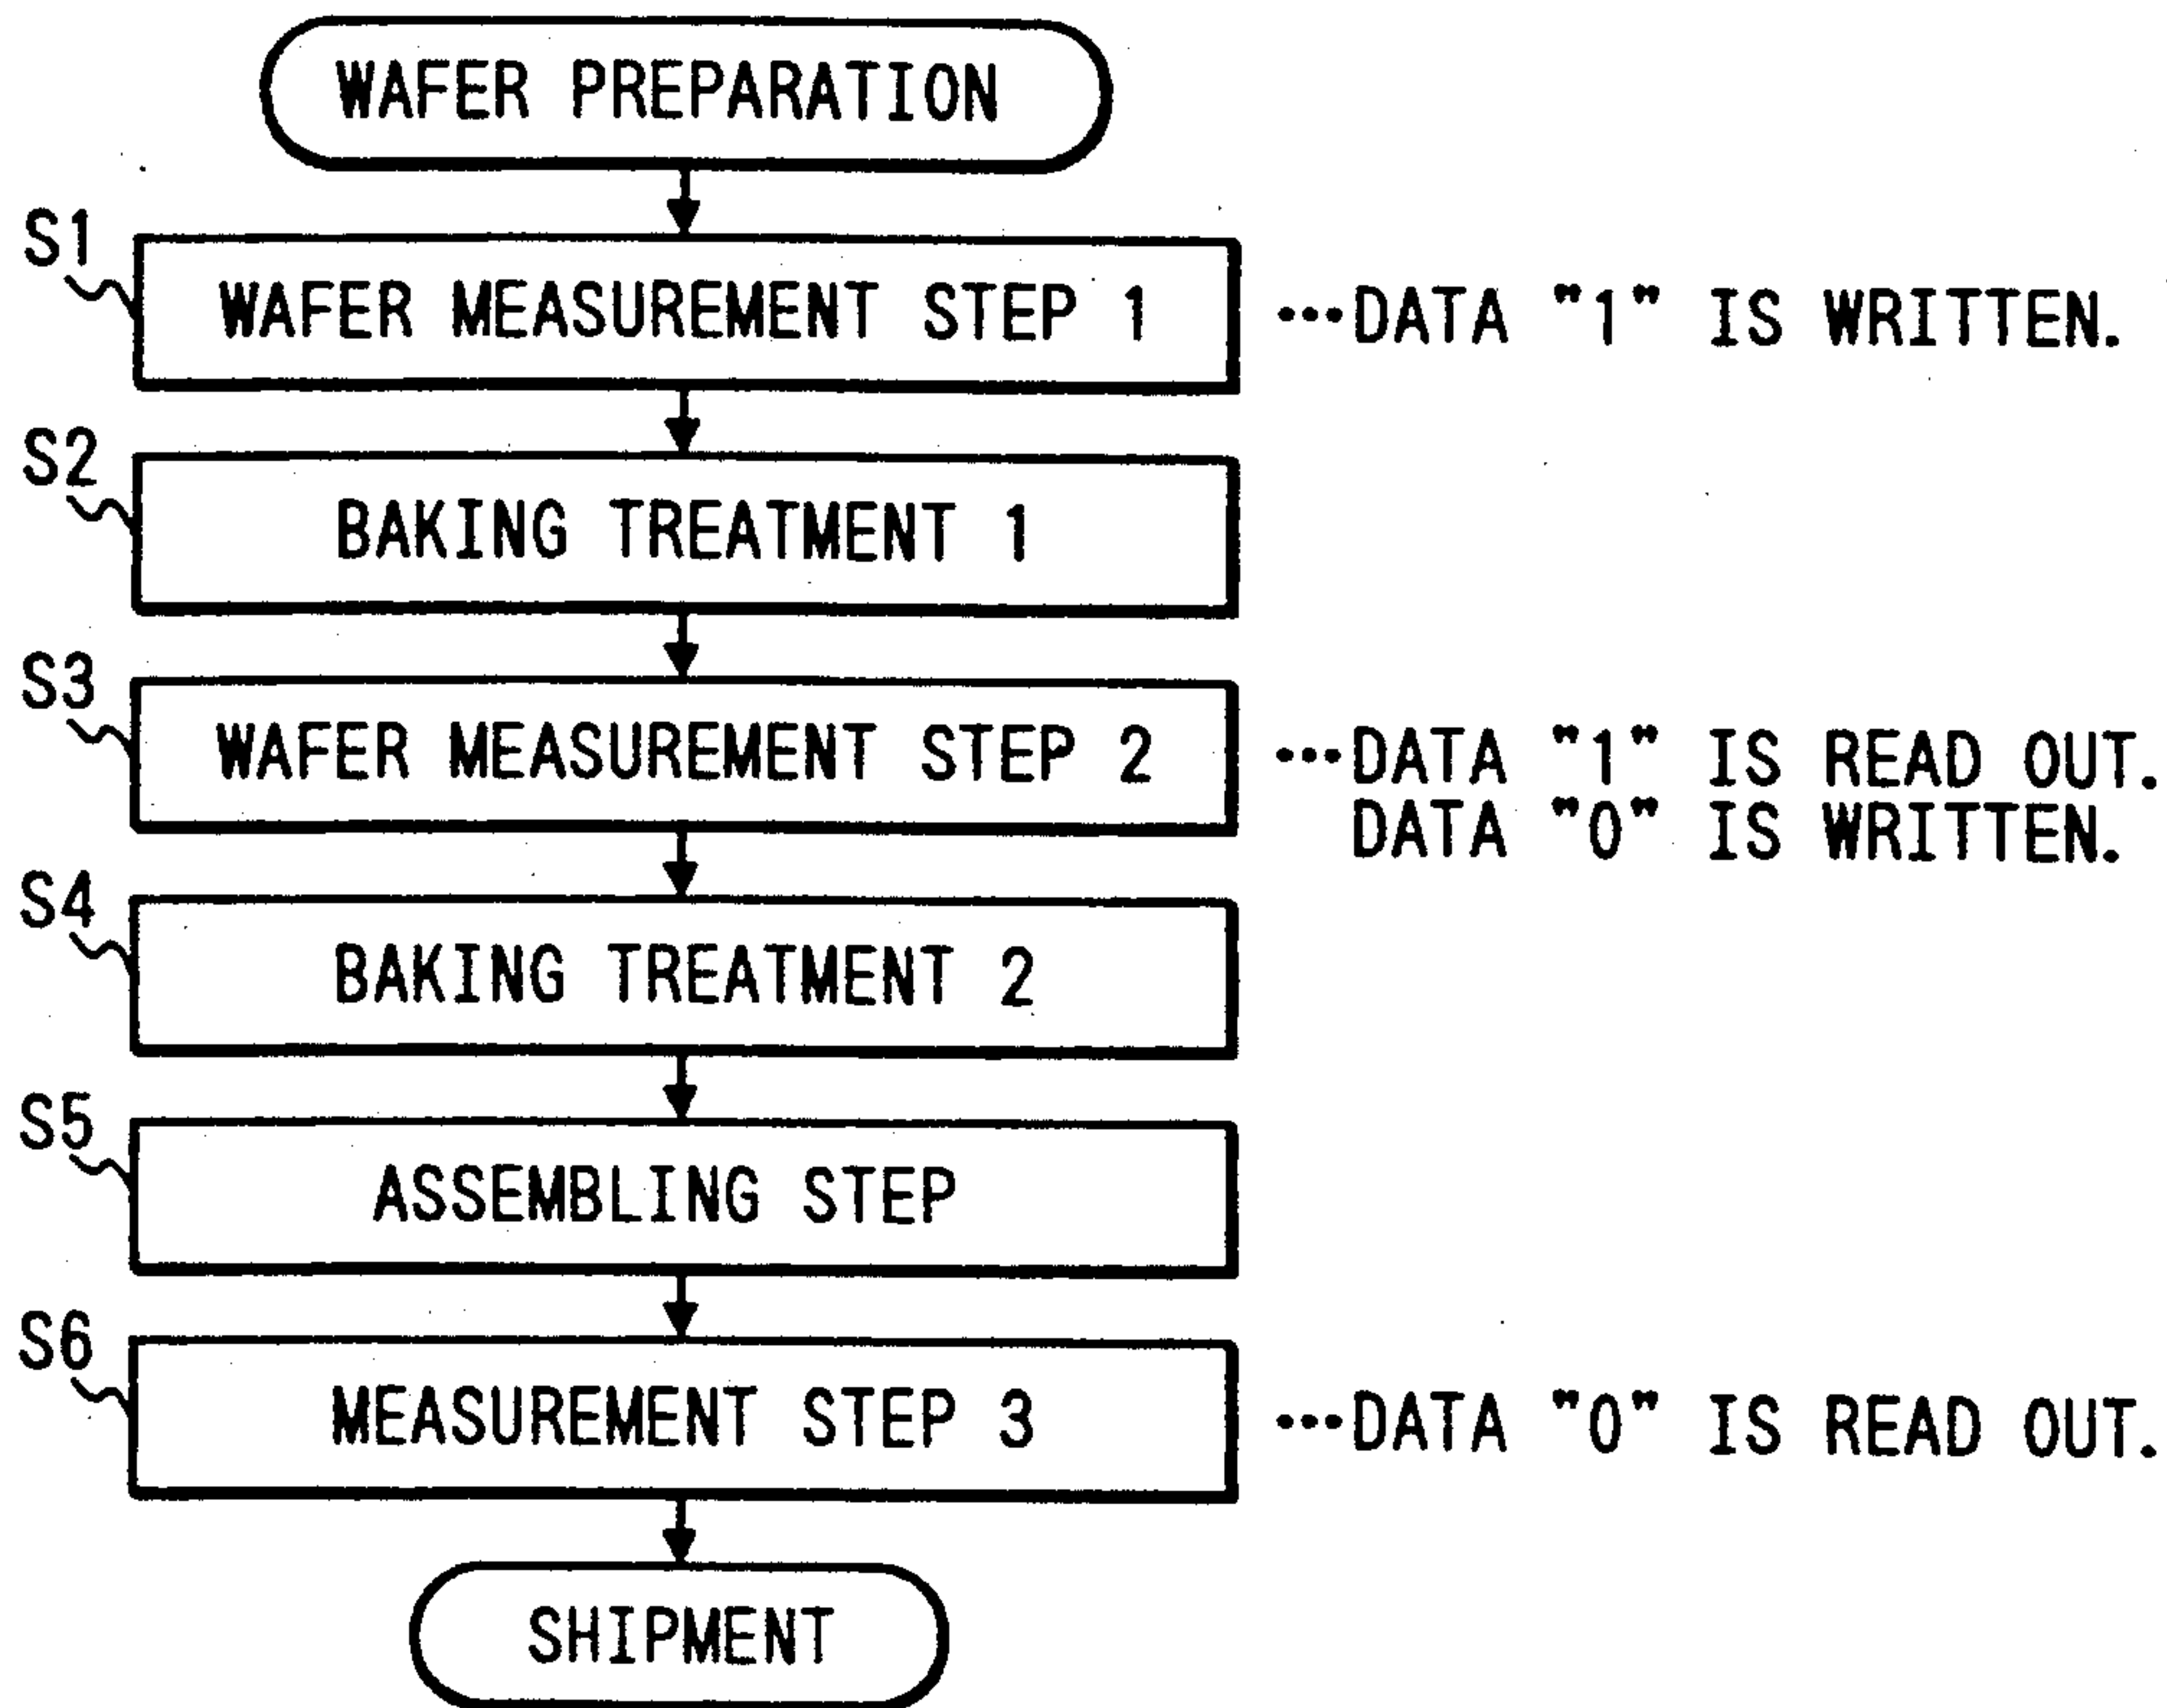 WAFER PREPARATION
S1
WAFER MEASUREMENT STEP 1
•••DATA "1" IS WRITTEN.
S2
BAKING TREATMENT 1
S3
WAFER MEASUREMENT STEP 2
•••DATA "1" IS READ OUT.
DATA "0" IS WRITTEN.
S4
BAKING TREATMENT 2
S5
ASSEMBLING STEP
S6
MEASUREMENT STEP 3
•••DATA "0" IS READ OUT.
SHIPMENT